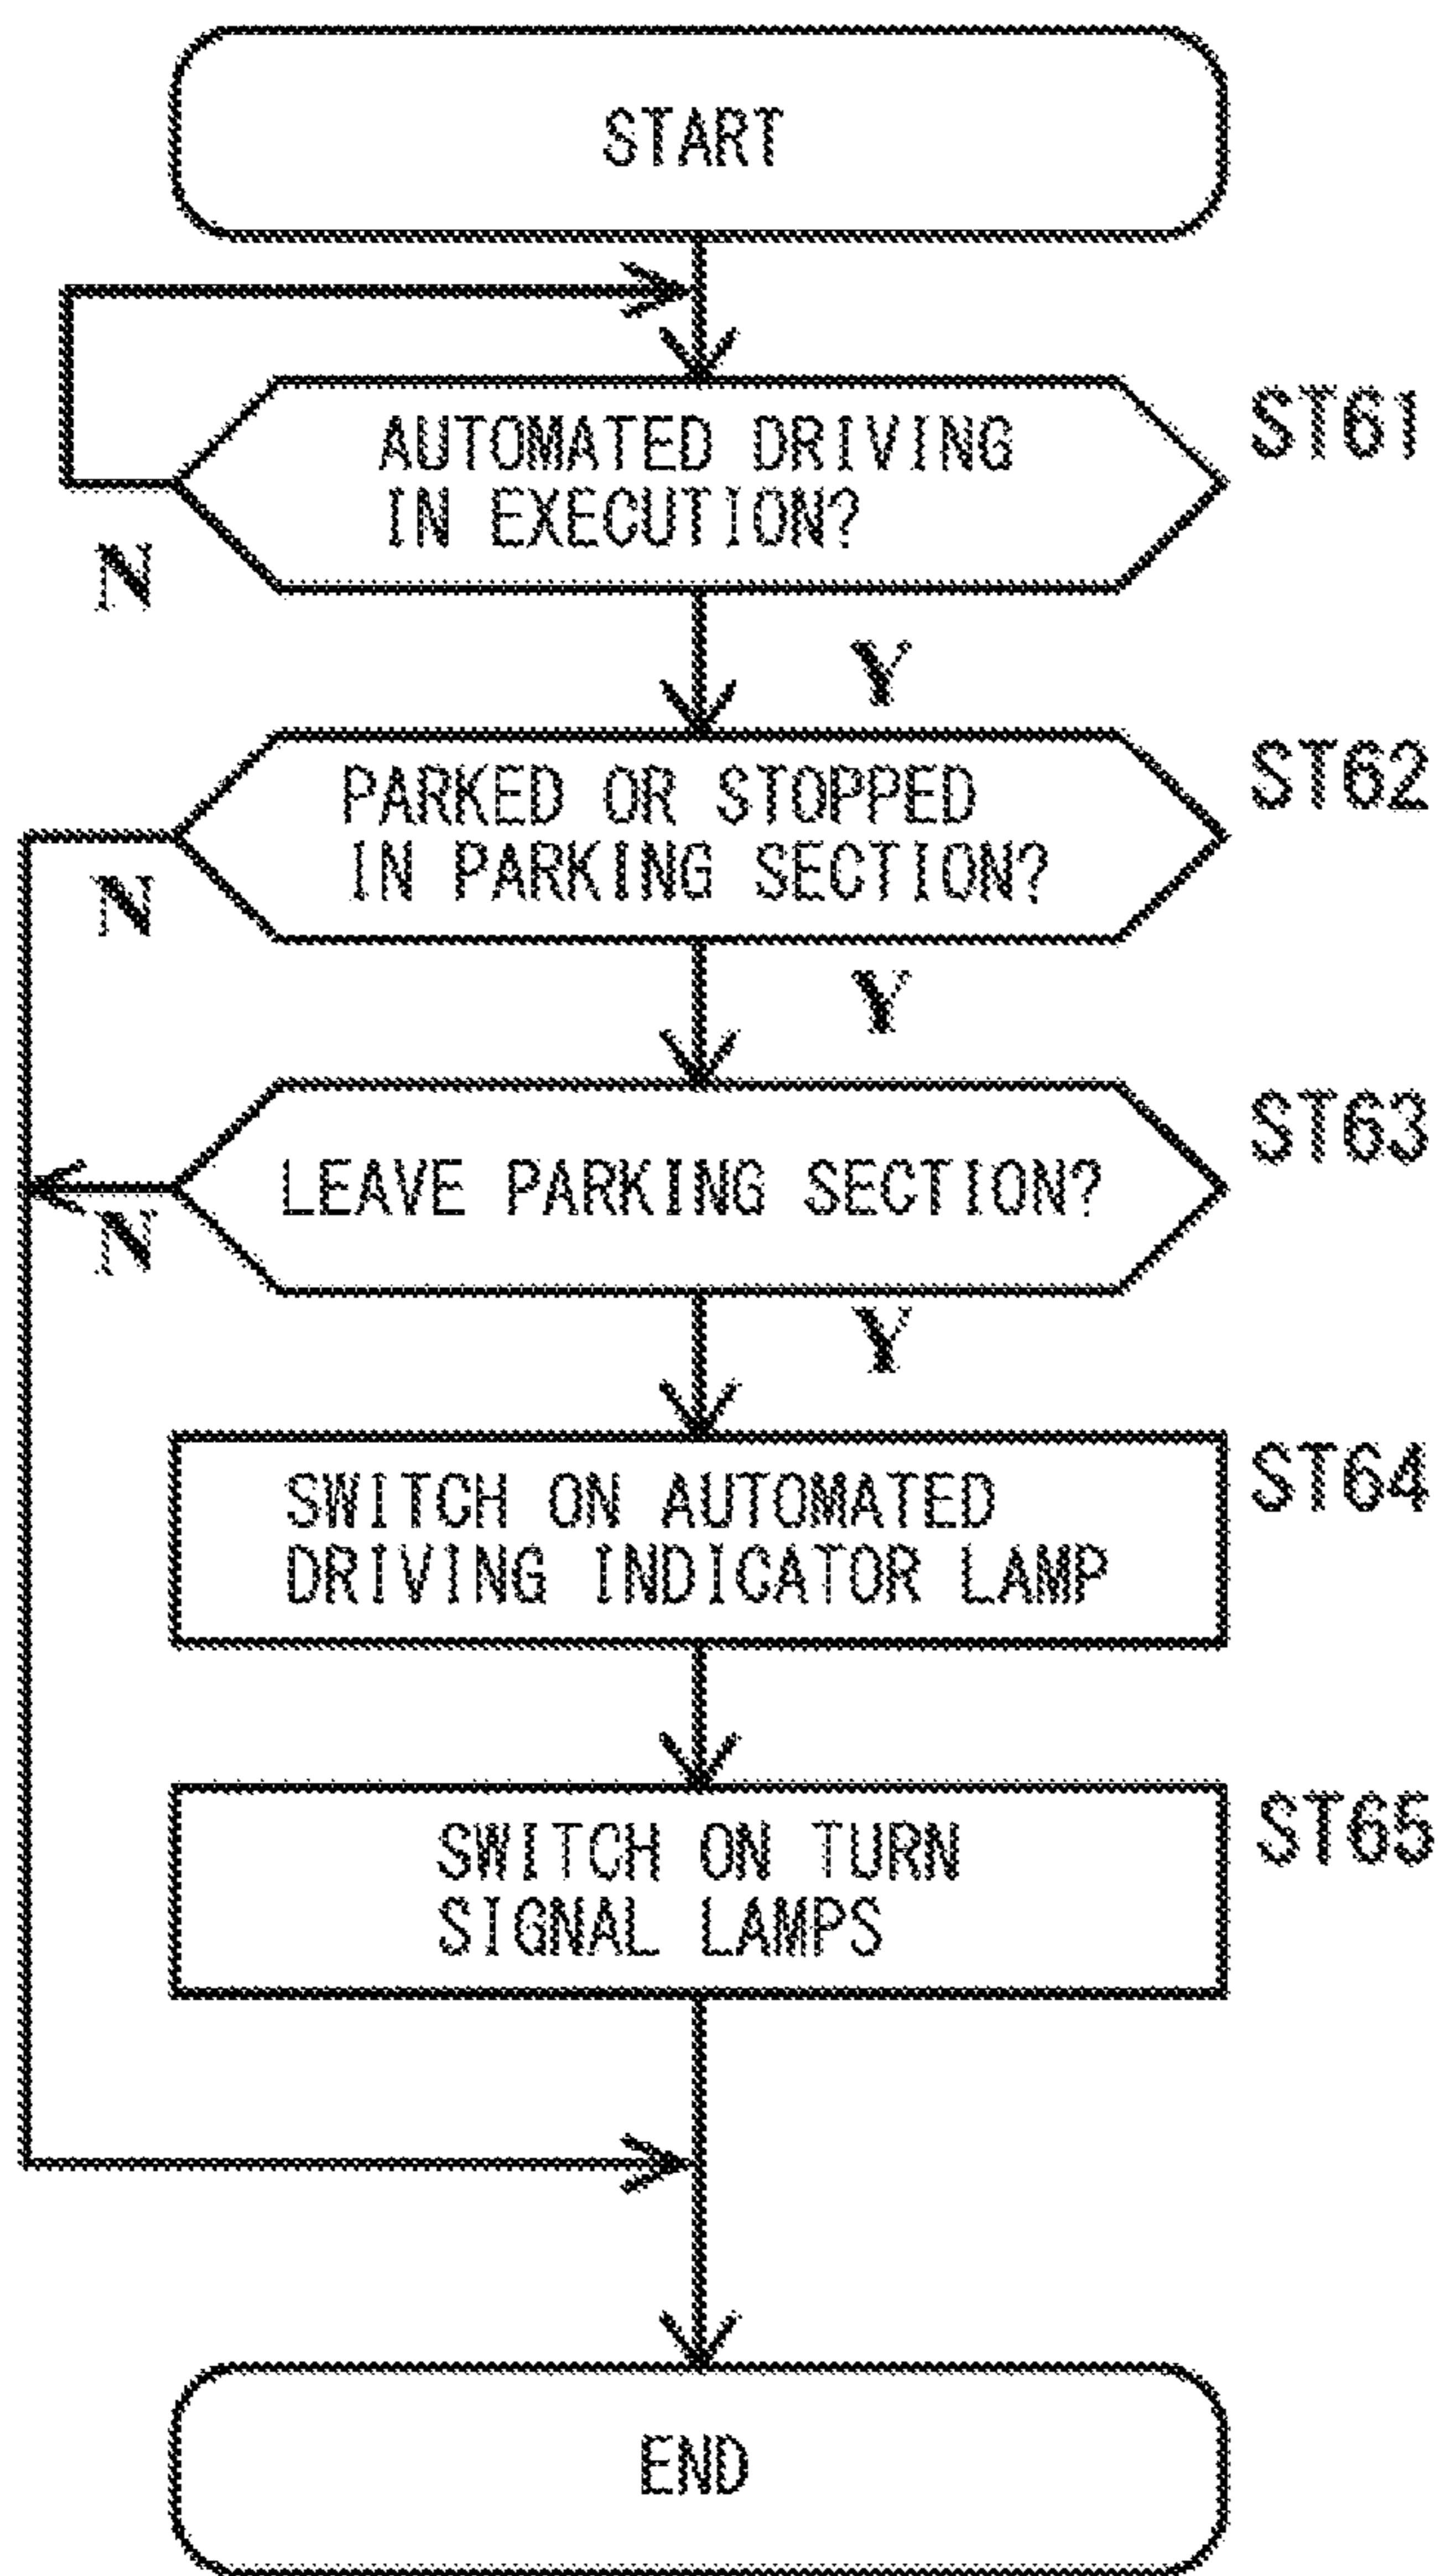 START
AUTOMATED DRIVING
IN EXECUTION?
ST61
N
Y
PARKED OR STOPPED
IN PARKING SECTION?
ST62
N
Y
LEAVE PARKING SECTION?
ST63
N
Y
SWITCH ON AUTOMATED
DRIVING INDICATOR LAMP
ST64
SWITCH ON TURN
SIGNAL LAMPS
ST65
END